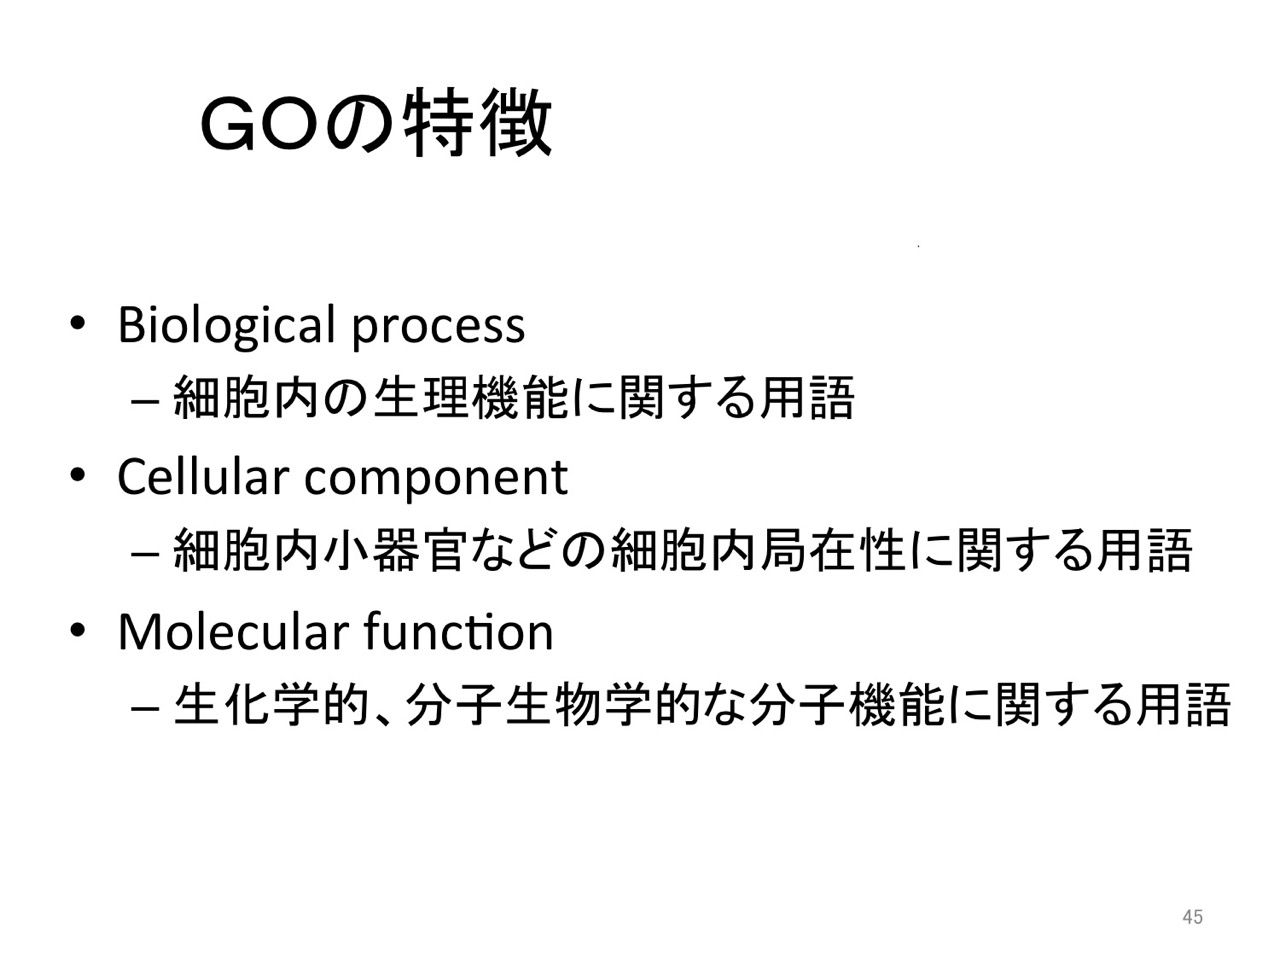 GOの特徴
• Biological process
– 細胞内の生理機能に関する用語
• Cellular component
– 細胞内小器官などの細胞内局在性に関する用語
• Molecular function
– 生化学的、分子生物学的な分子機能に関する用語
45